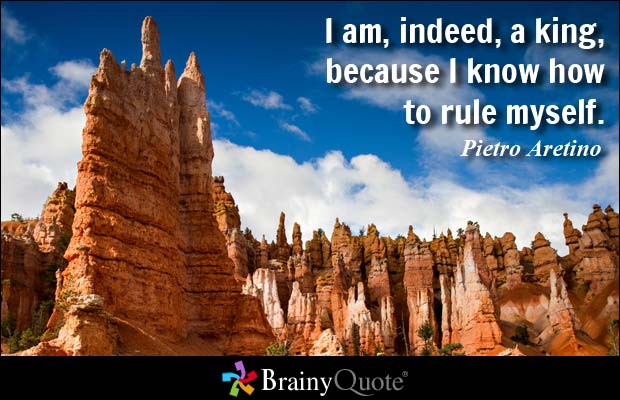 I am, indeed, a king,
because I know how
to rule myself.
Pietro Aretino
BrainyQuote®